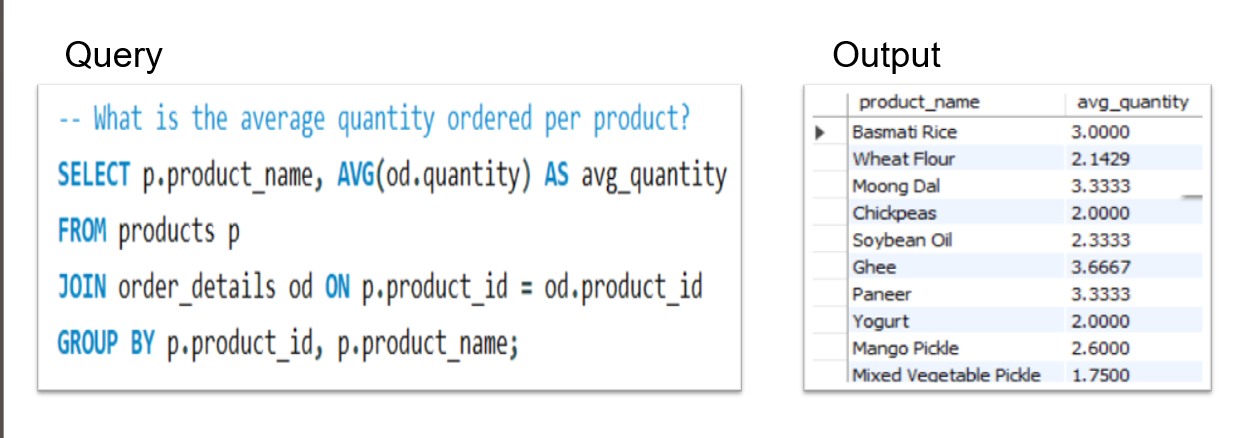 Query
-- What is the average quantity ordered per product?
SELECT p.product_name, AVG(od.quantity) AS avg_quantity
FROM products p
JOIN order_details od ON p.product_id = od.product_id
GROUP BY p.product_id, p.product_name;
Output
product_name avg_quantity
Basmati Rice 3.0000
Wheat Flour 2.1429
Moong Dal 3.3333
Chickpeas 2.0000
Soybean Oil 2.3333
Ghee 3.6667
Paneer 3.3333
Yogurt 2.0000
Mango Pickle 2.6000
Mixed Vegetable Pickle 1.7500